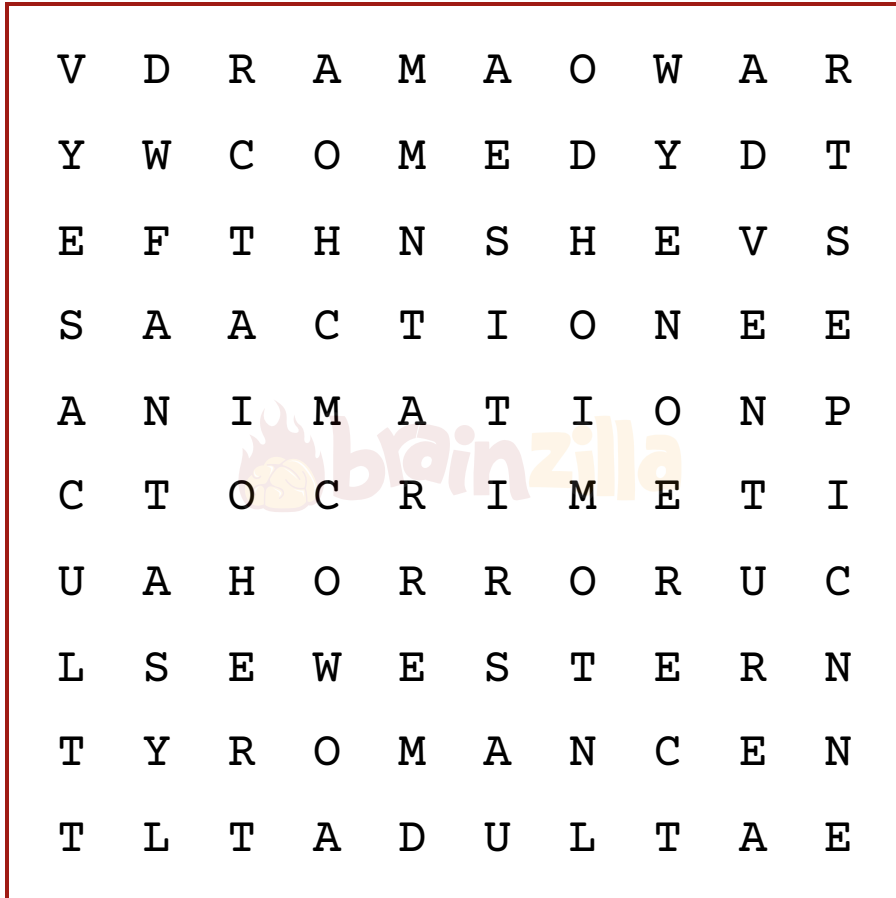 V D R A M A O W A R
Y W C O M E D Y D T
E F T H N S H E V S
S A A C T I O N E E
A N I M A T I O N P
brainzilla
C T O C R I M E T I
U A H O R R O R U C
L S E W E S T E R N
T Y R O M A N C E N
T L T A D U L T A E